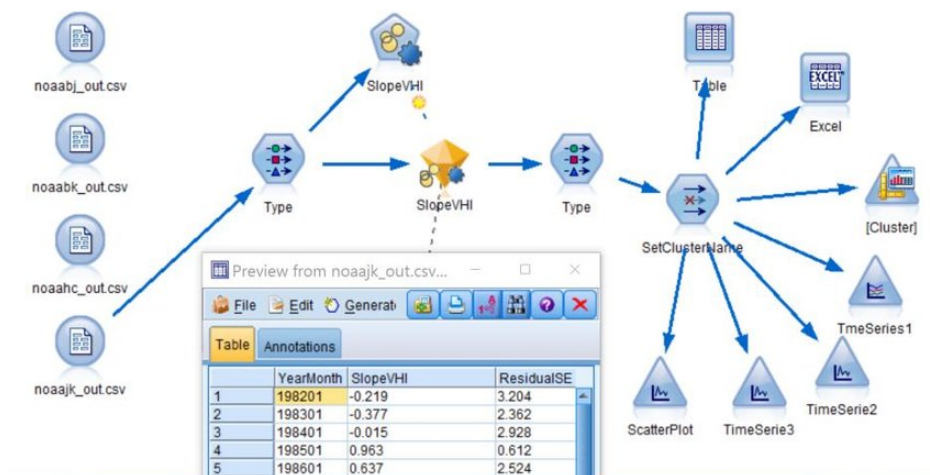 noaabj_out.csv
noaabk_out.csv
noaahc_out.csv
noaajk_out.csv
Type
SlopeVHI
SlopeVHI
Type
SetClusterName
Table
EXCEL
Excel
[Cluster]
TmeSeries1
TimeSerie2
TimeSerie3
ScatterPlot
Preview from noaajk_out.csv...
File Edit Generat
Table Annotations
YearMonth SlopeVHI ResidualSE
1 198201 -0.219 3.204
2 198301 -0.377 2.362
3 198401 -0.015 2.928
4 198501 0.963 0.612
5 198601 0.637 2.524